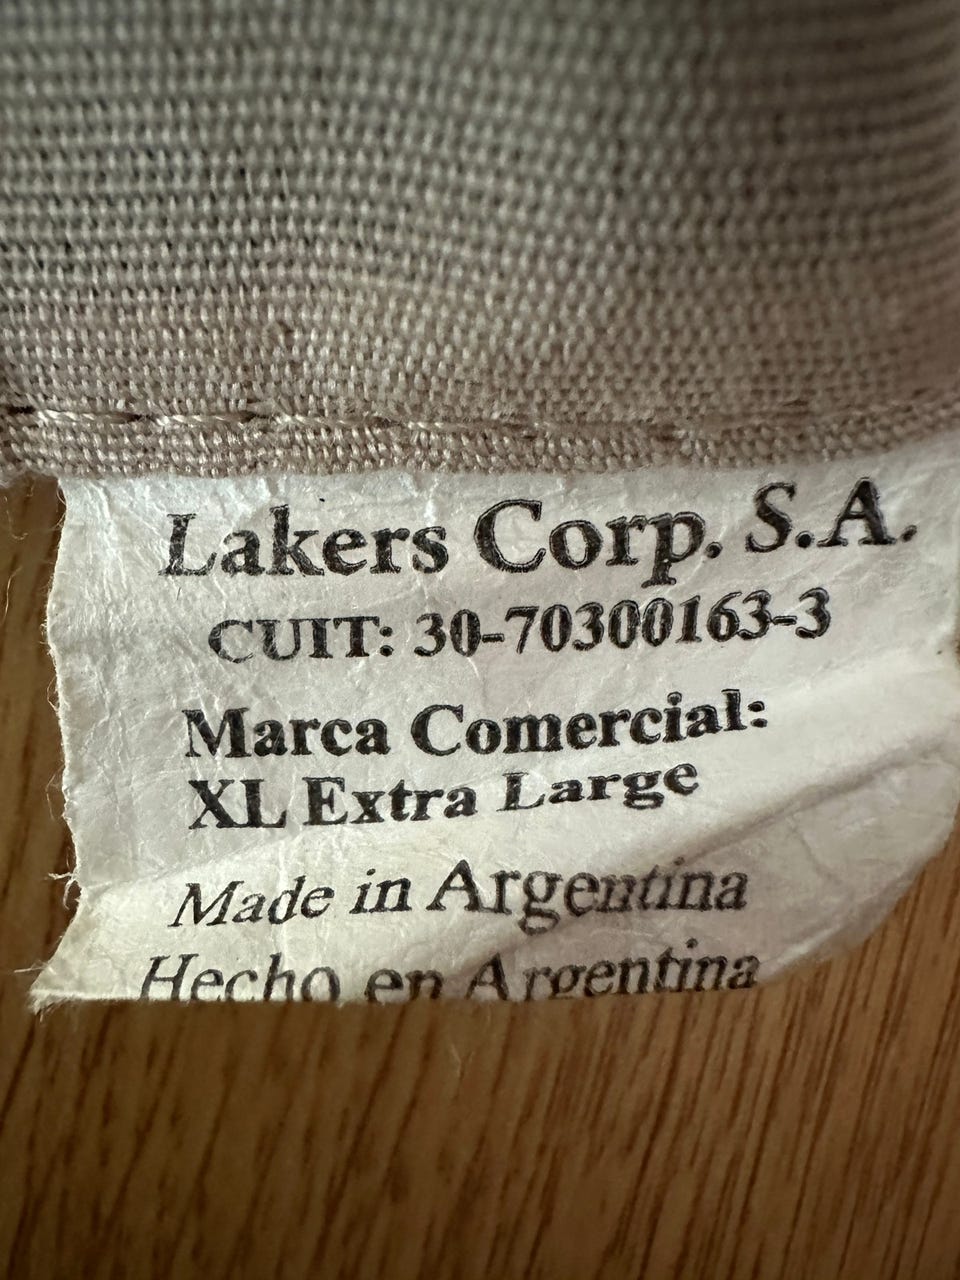 Lakers Corp. S.A.
CUIT: 30-70300163-3
Marca Comercial:
XL Extra Large
Made in Argentina
Hecho en Argentina